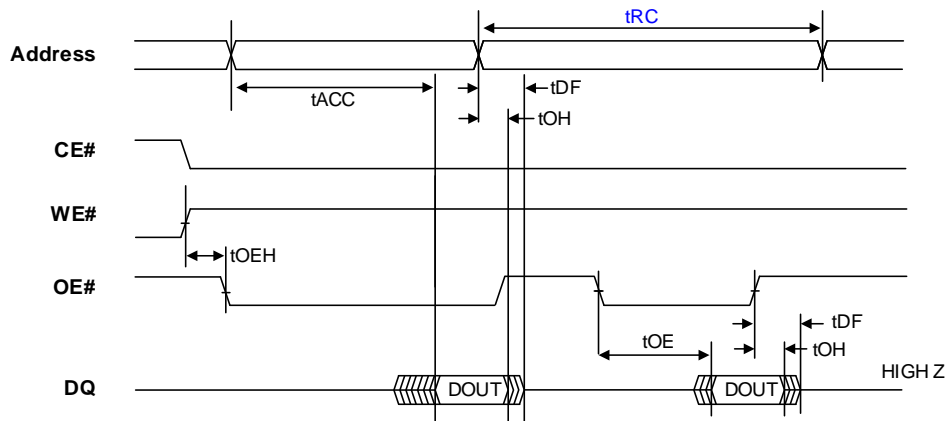 tRC
Address
tDF
tACC
tOH
CE#
WE#
tOEH
OE#
tDF
tOE
tOH
HIGH Z
DQ
DOUT
DOUT